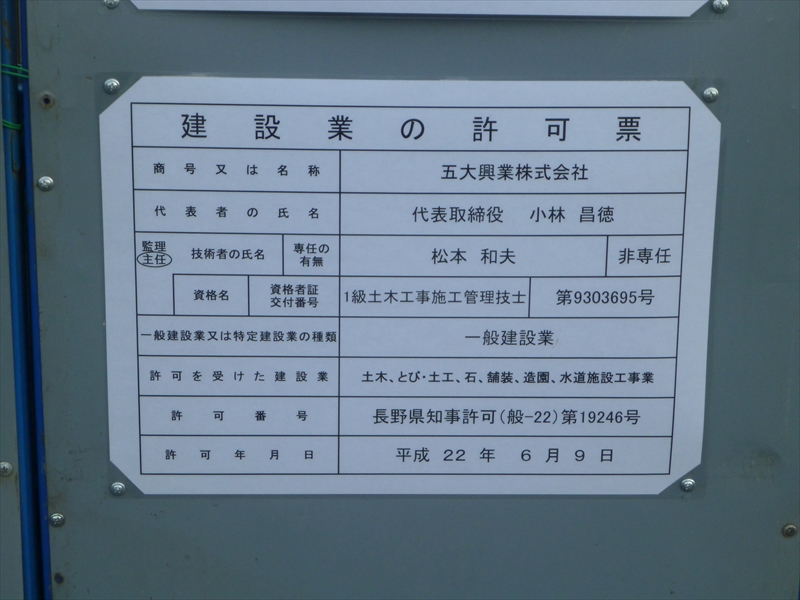 建設業の許可票
商号又は名称 五大興業株式会社
代表者の氏名 代表取締役 小林 昌徳
監理
主任 技術者の氏名 専任の有無 松本 和夫 非専任
資格名 資格者証交付番号 1級土木工事施工管理技士 第9303695号
一般建設業又は特定建設業の種類 一般建設業
許可を受けた建設業 土木、とび・土工、石、舗装、造園、水道施設工事業
許可番号 長野県知事許可(般-22)第19246号
許可年月日 平成 22 年 6 月 9 日